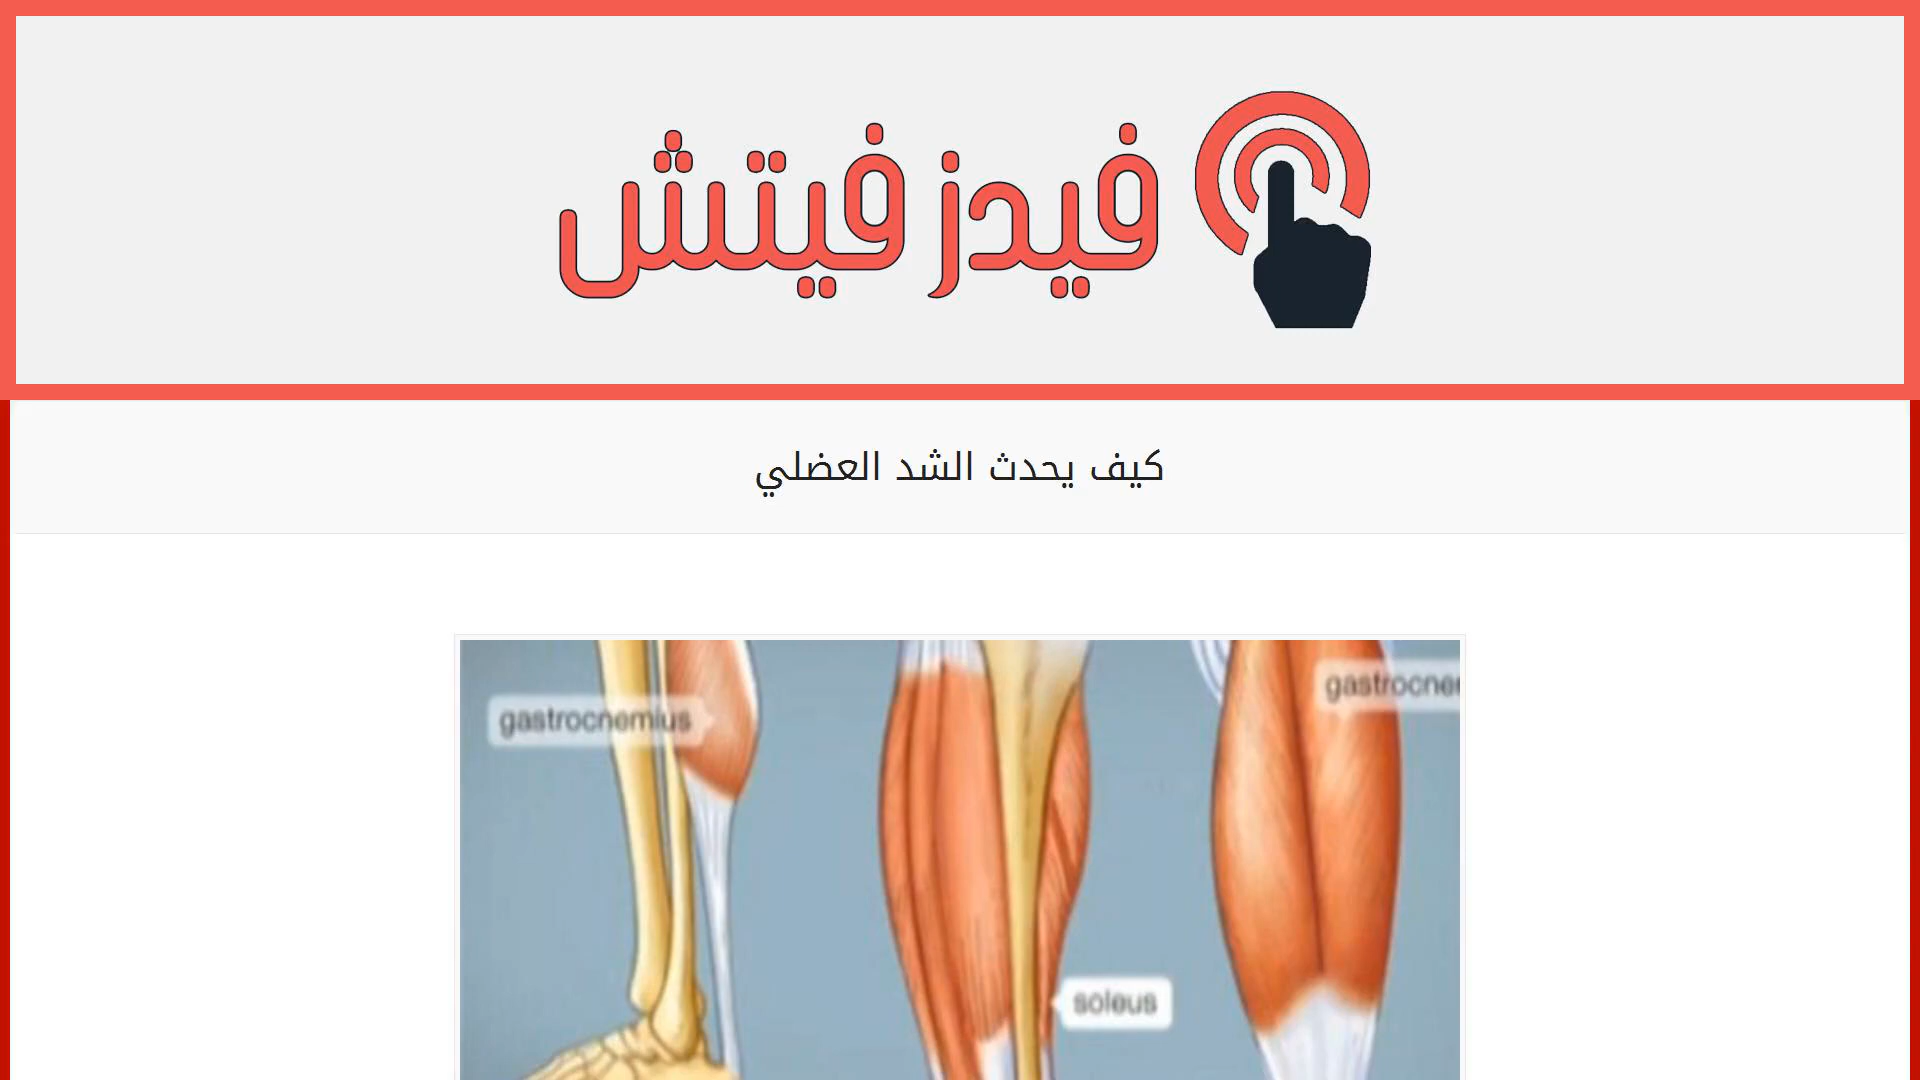 فيدز فيتش
كيف يحدث الشد العضلي
gastrocnemius
gastrocne
soleus